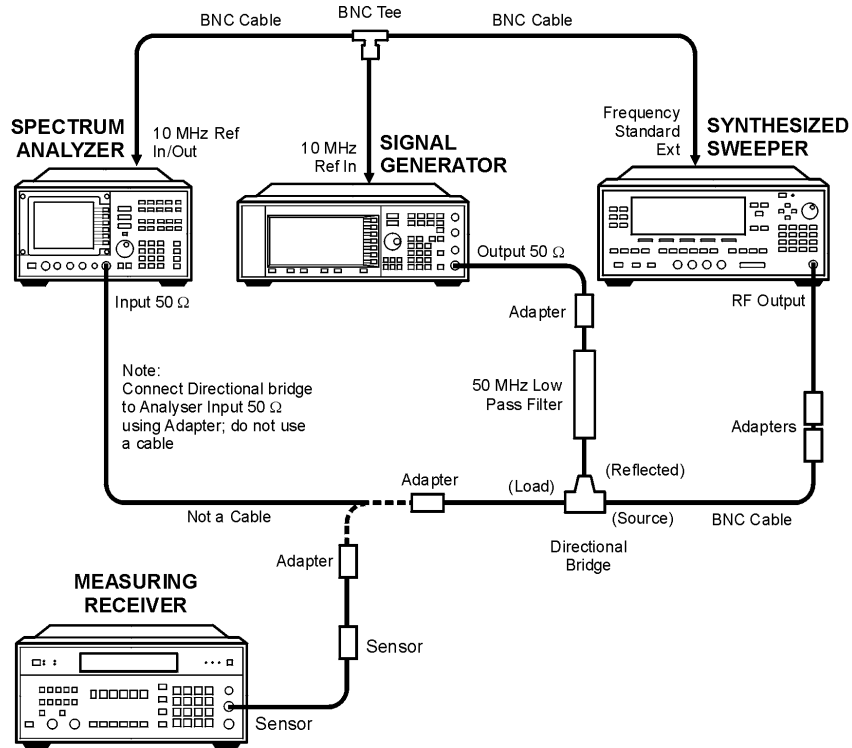 BNC Cable
BNC Tee
BNC Cable
SPECTRUM
ANALYZER
10 MHz Ref
In/Out
10 MHz
Ref In
SIGNAL
GENERATOR
Frequency
Standard
Ext
SYNTHESIZED
SWEEPER
Input 50 Ω
Output 50 Ω
RF Output
Adapter
Note:
Connect Directional bridge
to Analyser Input 50 Ω
using Adapter; do not use
a cable
50 MHz Low
Pass Filter
Adapters
Adapter
(Load)
(Reflected)
Not a Cable
(Source)
BNC Cable
Directional
Bridge
Adapter
MEASURING
RECEIVER
Sensor
Sensor